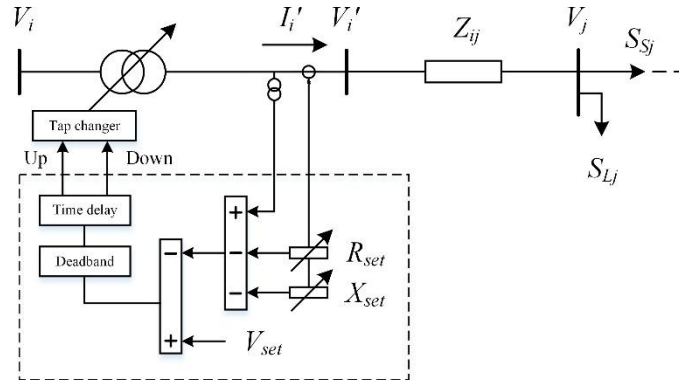 V_i
I_i'
V_i'
Z_ij
V_j
S_Sj
Tap changer
Up
Down
S_Lj
Time delay
+
Deadband
−
−
R_set
−
X_set
+
V_set